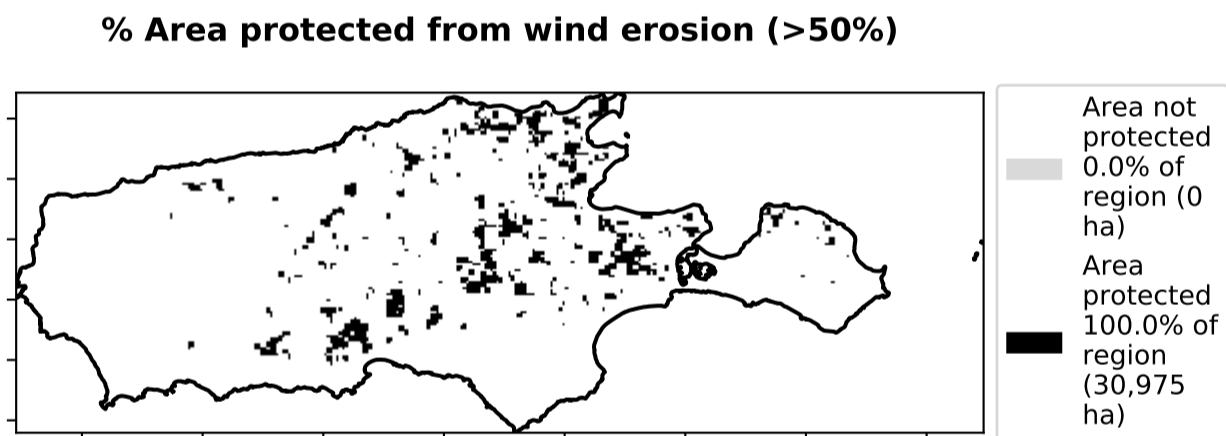 % Area protected from wind erosion (>50%)
Area not
protected
0.0% of
region (0
ha)
Area
protected
100.0% of
region
(30,975
ha)